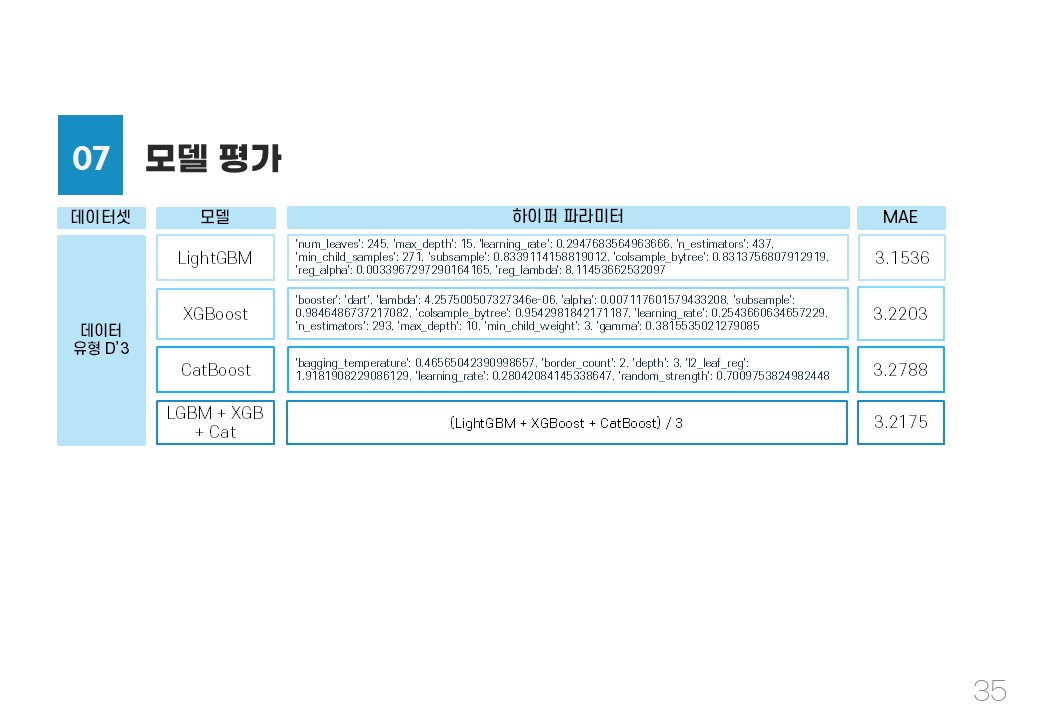 07
모델 평가
데이터셋
모델
하이퍼 파라미터
MAE
데이터
유형 D'3
LightGBM
'num_leaves': 245, 'max_depth': 15, 'learning_rate': 0.2947683564963666, 'n_estimators': 437,
'min_child_samples': 271, 'subsample': 0.8339114158819012, 'colsample_bytree': 0.8313756807912919,
'reg_alpha': 0.0033967297290164165, 'reg_lambda': 8.11453662532097
3.1536
XGBoost
'booster': 'dart', 'lambda': 4.257500507327346e-06, 'alpha': 0.007117601579433208, 'subsample':
0.9846486737217082, 'colsample_bytree': 0.9542981842171187, 'learning_rate': 0.2543660634657229,
'n_estimators': 293, 'max_depth': 10, 'min_child_weight': 3, 'gamma': 0.3815535021279085
3.2203
CatBoost
'bagging_temperature': 0.46565042390998657, 'border_count': 2, 'depth': 3, 'l2_leaf_reg':
1.9181908229086129, 'learning_rate': 0.28042084145338647, 'random_strength': 0.7009753824982448
3.2788
LGBM + XGB
+ Cat
(LightGBM + XGBoost + CatBoost) / 3
3.2175
35